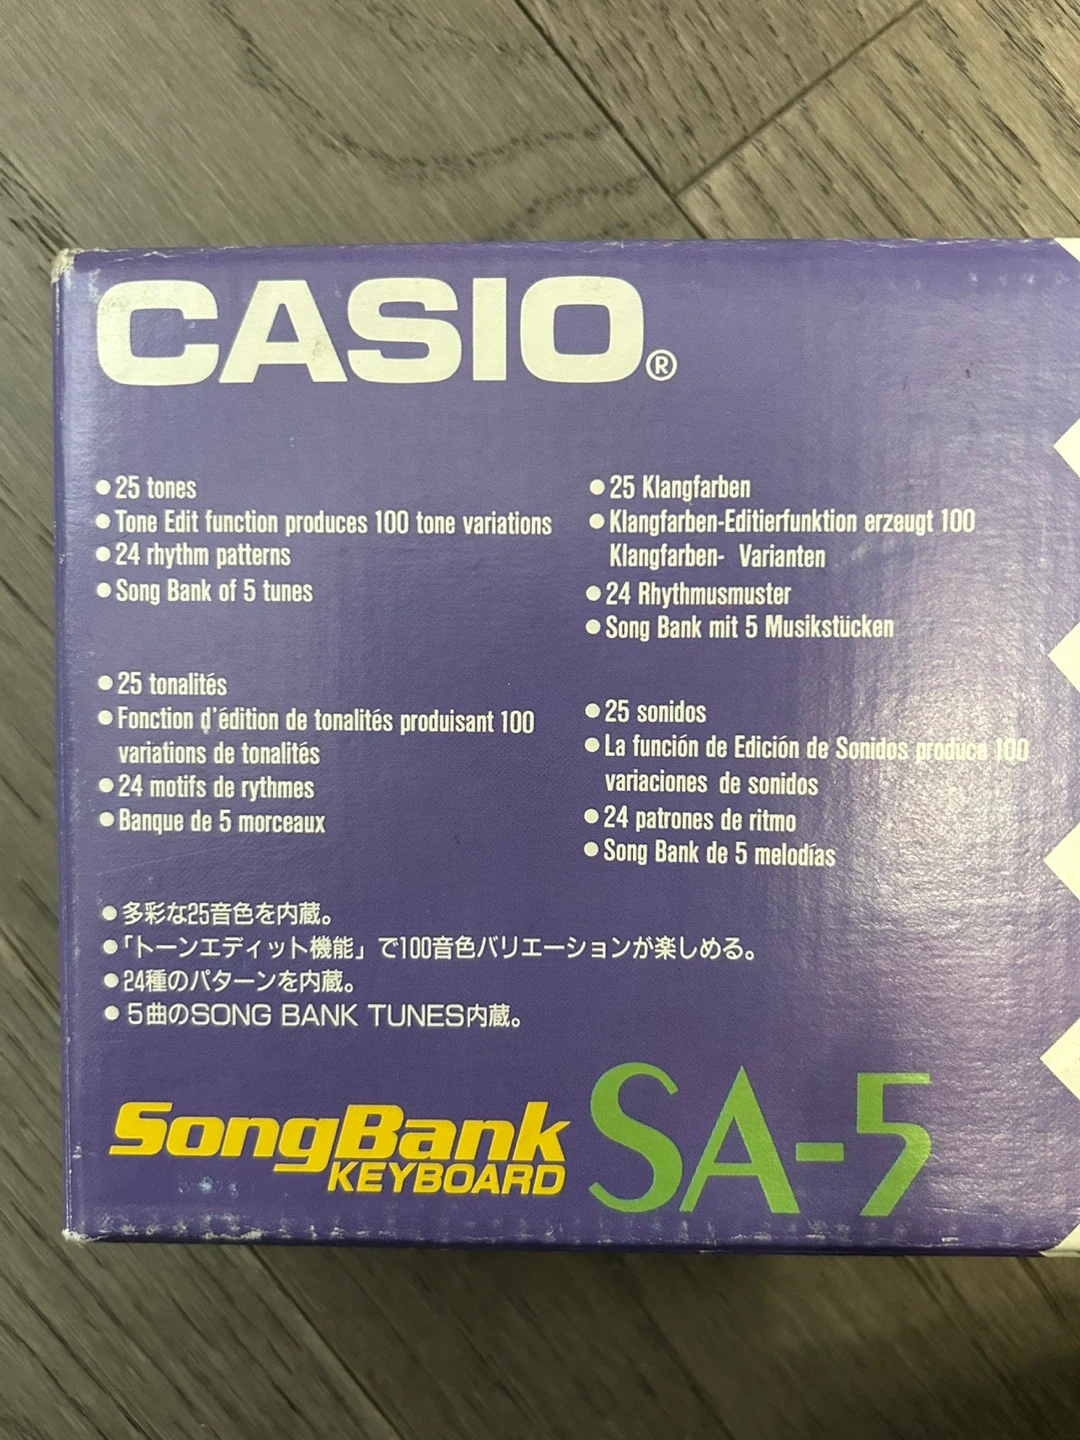 CASIO®
● 25 tones
● Tone Edit function produces 100 tone variations
● 24 rhythm patterns
● Song Bank of 5 tunes
● 25 Klangfarben
● Klangfarben-Editierfunktion erzeugt 100
Klangfarben- Varianten
● 24 Rhythmusmuster
● Song Bank mit 5 Musikstücken
● 25 tonalités
● Fonction d'édition de tonalités produisant 100
variations de tonalités
● 24 motifs de rythmes
● Banque de 5 morceaux
● 25 sonidos
● La función de Edición de Sonidos produce 100
variaciones de sonidos
● 24 patrones de ritmo
● Song Bank de 5 melodías
● 多彩な25音色を内蔵。
● 「トーンエディット機能」で100音色バリエーションが楽しめる。
● 24種のパターンを内蔵。
● 5曲のSONG BANK TUNES内蔵。
SongBank
KEYBOARD
SA-5